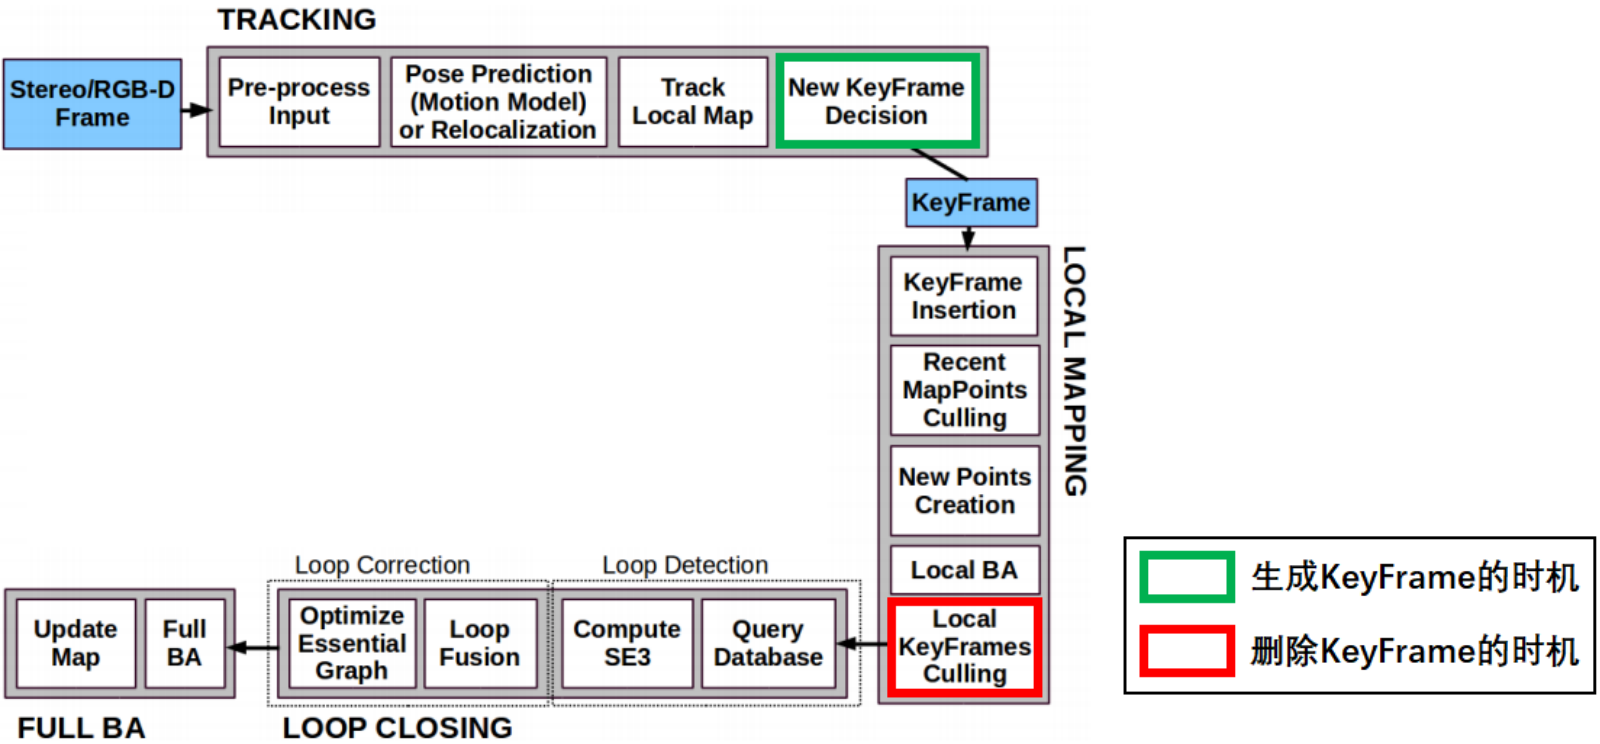 TRACKING
Stereo/RGB-D
Frame
Pre-process
Input
Pose Prediction
(Motion Model)
or Relocalization
Track
Local Map
New KeyFrame
Decision
KeyFrame
LOCAL MAPPING
KeyFrame
Insertion
Recent
MapPoints
Culling
New Points
Creation
Local BA
Local
KeyFrames
Culling
Loop Correction
Loop Detection
Update
Map
Full
BA
Optimize
Essential
Graph
Loop
Fusion
Compute
SE3
Query
Database
FULL BA
LOOP CLOSING
生成KeyFrame的时机
删除KeyFrame的时机